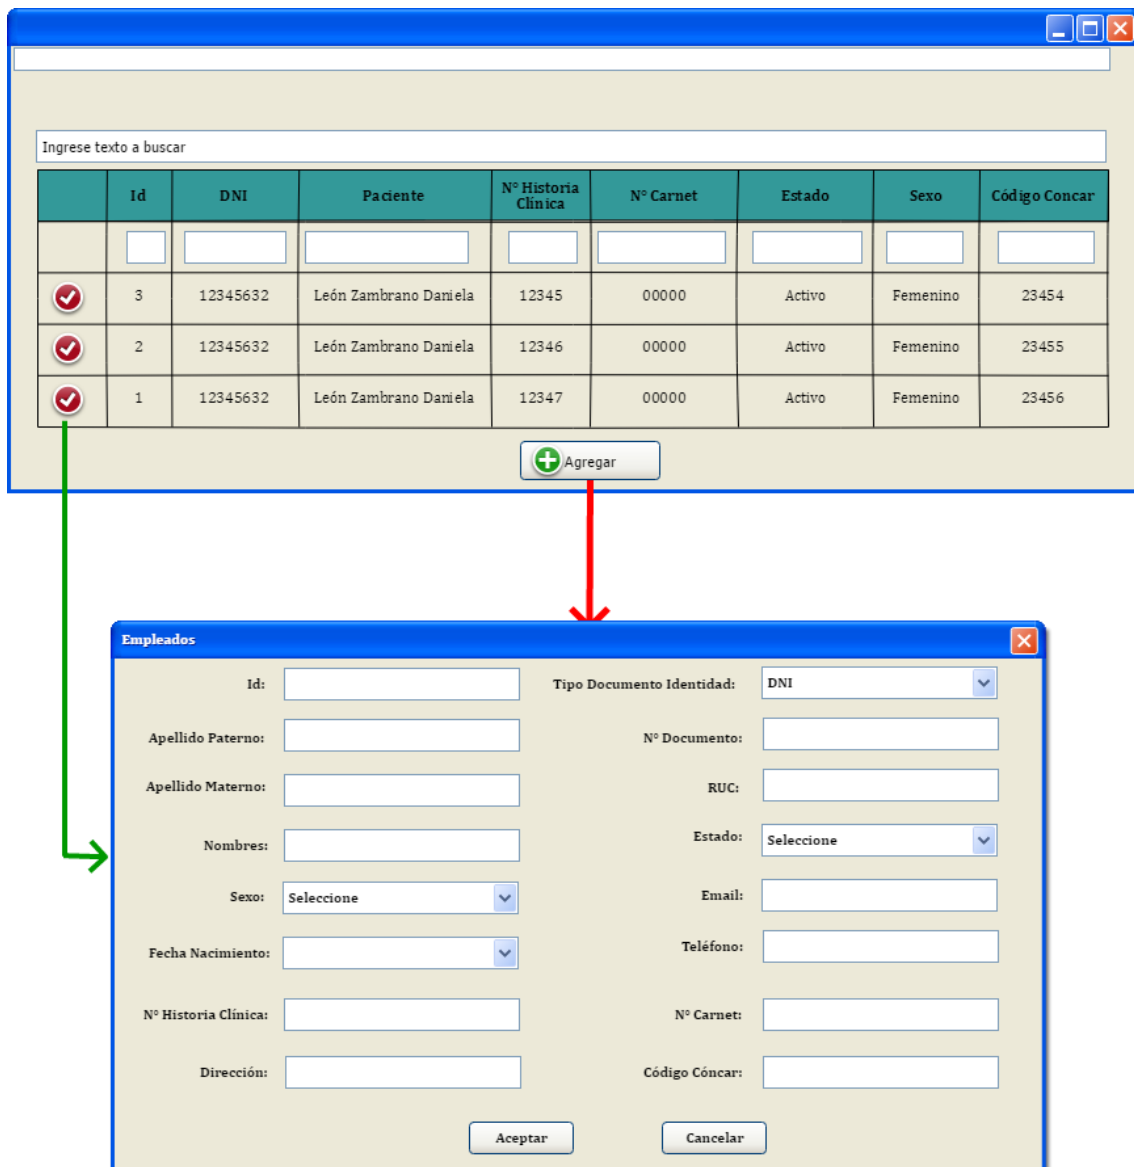 Ingrese texto a buscar
Id DNI Paciente N° Historia Clínica N° Carnet Estado Sexo Código Concar
3 12345632 León Zambrano Daniela 12345 00000 Activo Femenino 23454
2 12345632 León Zambrano Daniela 12346 00000 Activo Femenino 23455
1 12345632 León Zambrano Daniela 12347 00000 Activo Femenino 23456
Agregar
Empleados
Id: Tipo Documento Identidad: DNI
Apellido Paterno: N° Documento:
Apellido Materno: RUC:
Nombres: Estado: Seleccione
Sexo: Seleccione Email:
Fecha Nacimiento: Teléfono:
N° Historia Clínica: N° Carnet:
Dirección: Código Cóncar:
Aceptar Cancelar